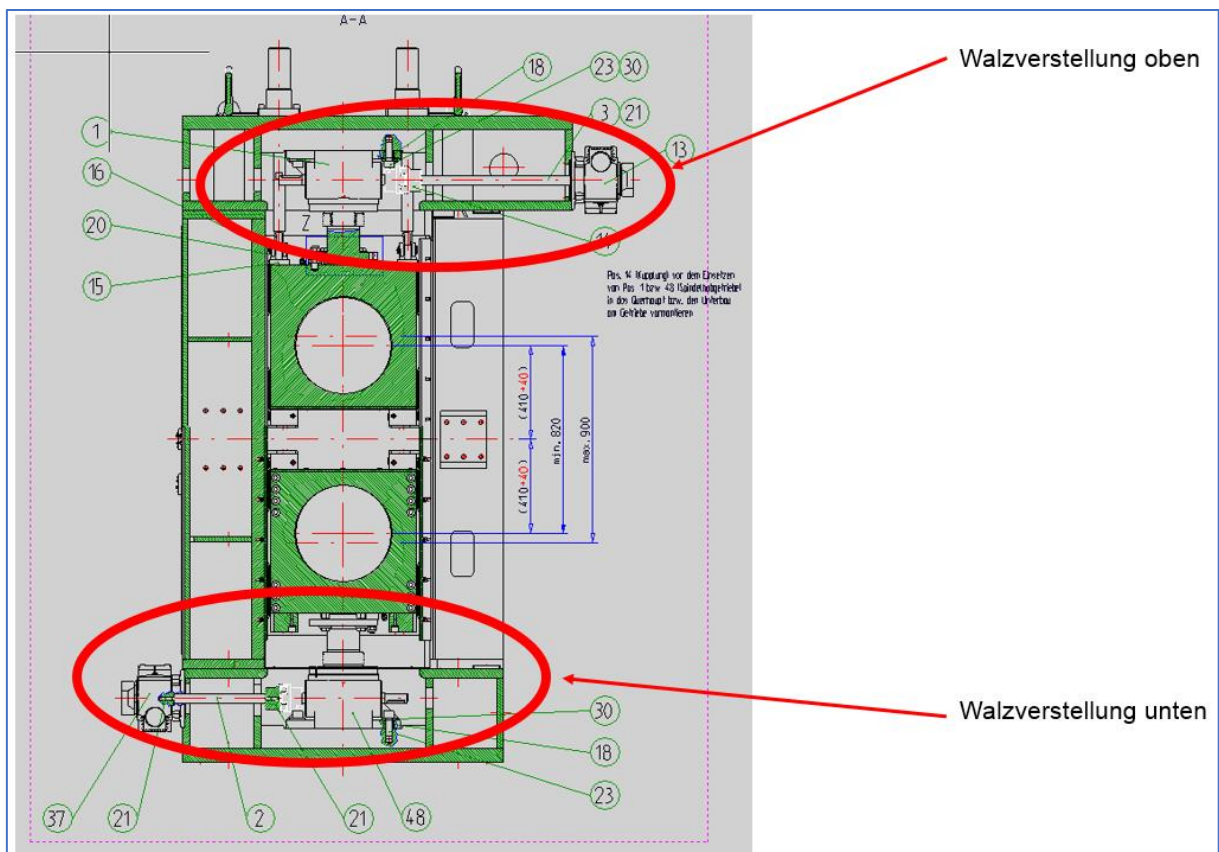 A-A
18
23 30
3 21
13
1
16
20
15
Z
14
Walzverstellung oben
Pos. 14 (Kupplung) vor dem Einsetzen
von Pos. 1 bzw. 48 (Spindelhubgetriebe)
in das Querhaupt bzw. den Unterbau
am Getriebe vormontieren
(410+40)
(410+40)
min. 820
max. 900
Walzverstellung unten
30
18
23
37
21
2
21
48